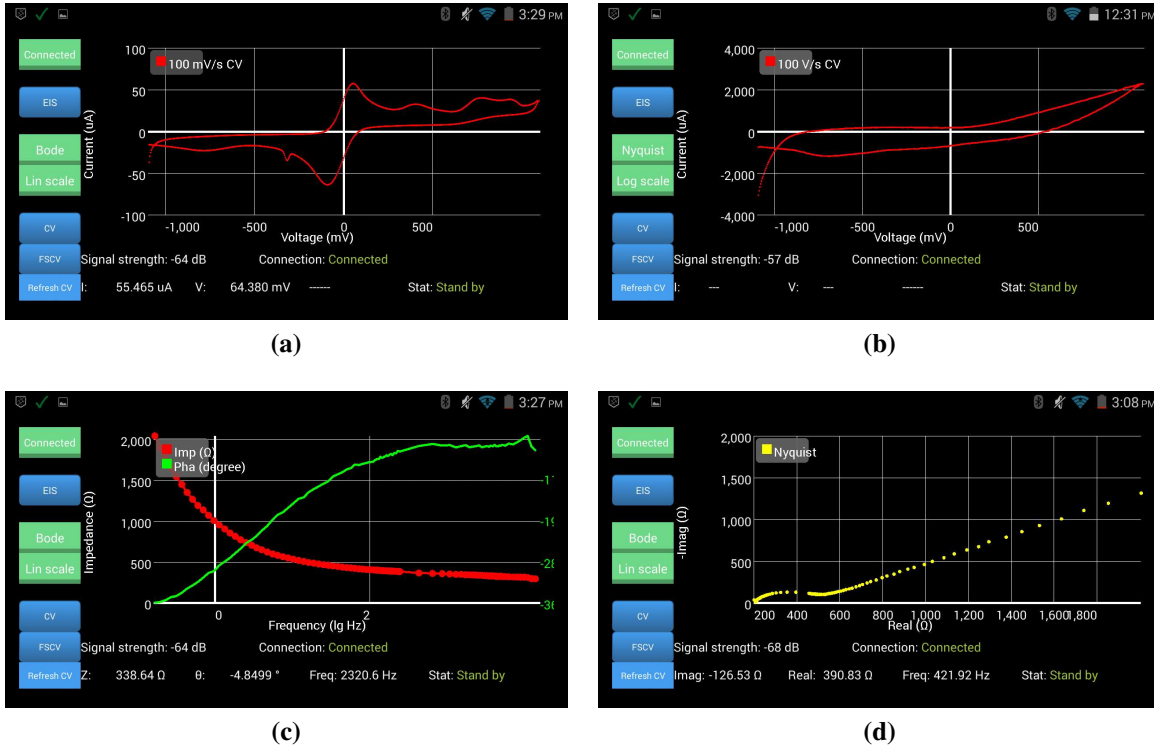 3:29 PM
Connected
EIS
Bode
Lin scale
CV
FSCV
Refresh CV
100 mV/s CV
Current (uA)
100
50
0
-50
-100
-1,000
-500
0
500
Voltage (mV)
Signal strength: -64 dB Connection: Connected
I: 55.465 uA V: 64.380 mV ------ Stat: Stand by
(a)
12:31 PM
Connected
EIS
Nyquist
Log scale
CV
FSCV
Refresh CV
100 V/s CV
Current (uA)
4,000
2,000
0
-2,000
-4,000
-1,000
-500
0
500
Voltage (mV)
Signal strength: -57 dB Connection: Connected
I: --- V: --- ------ Stat: Stand by
(b)
3:27 PM
Connected
EIS
Bode
Lin scale
CV
FSCV
Refresh CV
Imp (Ω)
Pha (degree)
Impedance (Ω)
2,000
1,500
1,000
500
0
-19
-28
0
2
Frequency (lg Hz)
Signal strength: -64 dB Connection: Connected
Z: 338.64 Ω θ: -4.8499 ° Freq: 2320.6 Hz Stat: Stand by
(c)
3:08 PM
Connected
EIS
Bode
Lin scale
CV
FSCV
Refresh CV
Nyquist
-Imag (Ω)
2,000
1,500
1,000
500
0
200 400 600 800 1,000 1,200 1,400 1,600 1,800
Real (Ω)
Signal strength: -68 dB Connection: Connected
Imag: -126.53 Ω Real: 390.83 Ω Freq: 421.92 Hz Stat: Stand by
(d)